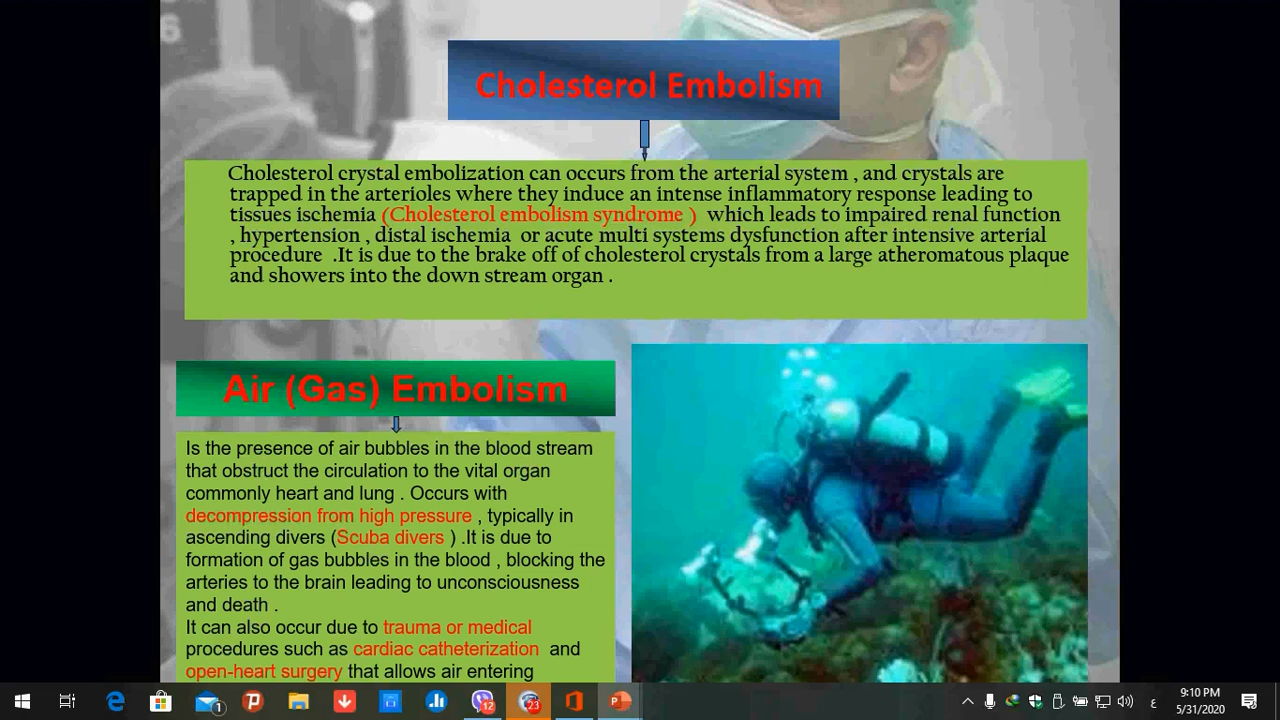 Cholesterol Embolism
Cholesterol crystal embolization can occurs from the arterial system , and crystals are
trapped in the arterioles where they induce an intense inflammatory response leading to
tissues ischemia (Cholesterol embolism syndrome ) which leads to impaired renal function
, hypertension , distal ischemia or acute multi systems dysfunction after intensive arterial
procedure .It is due to the brake off of cholesterol crystals from a large atheromatous plaque
and showers into the down stream organ .
Air (Gas) Embolism
Is the presence of air bubbles in the blood stream
that obstruct the circulation to the vital organ
commonly heart and lung . Occurs with
decompression from high pressure , typically in
ascending divers (Scuba divers ) .It is due to
formation of gas bubbles in the blood , blocking the
arteries to the brain leading to unconsciousness
and death .
It can also occur due to trauma or medical
procedures such as cardiac catheterization and
open-heart surgery that allows air entering
1
12
23
ع
9:10 PM
5/31/2020